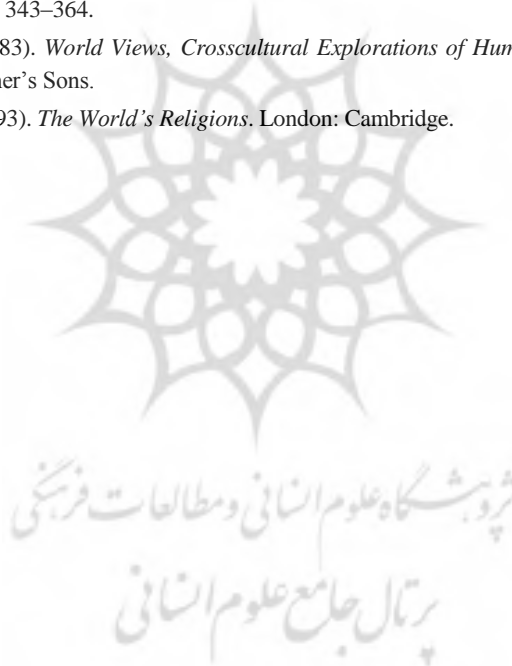 343–364.
83). World Views, Crosscultural Explorations of Hum
ner's Sons.
93). The World's Religions. London: Cambridge.
پژوهشگاه علوم انسانی و مطالعات فرهنگی
پرتال جامع علوم انسانی